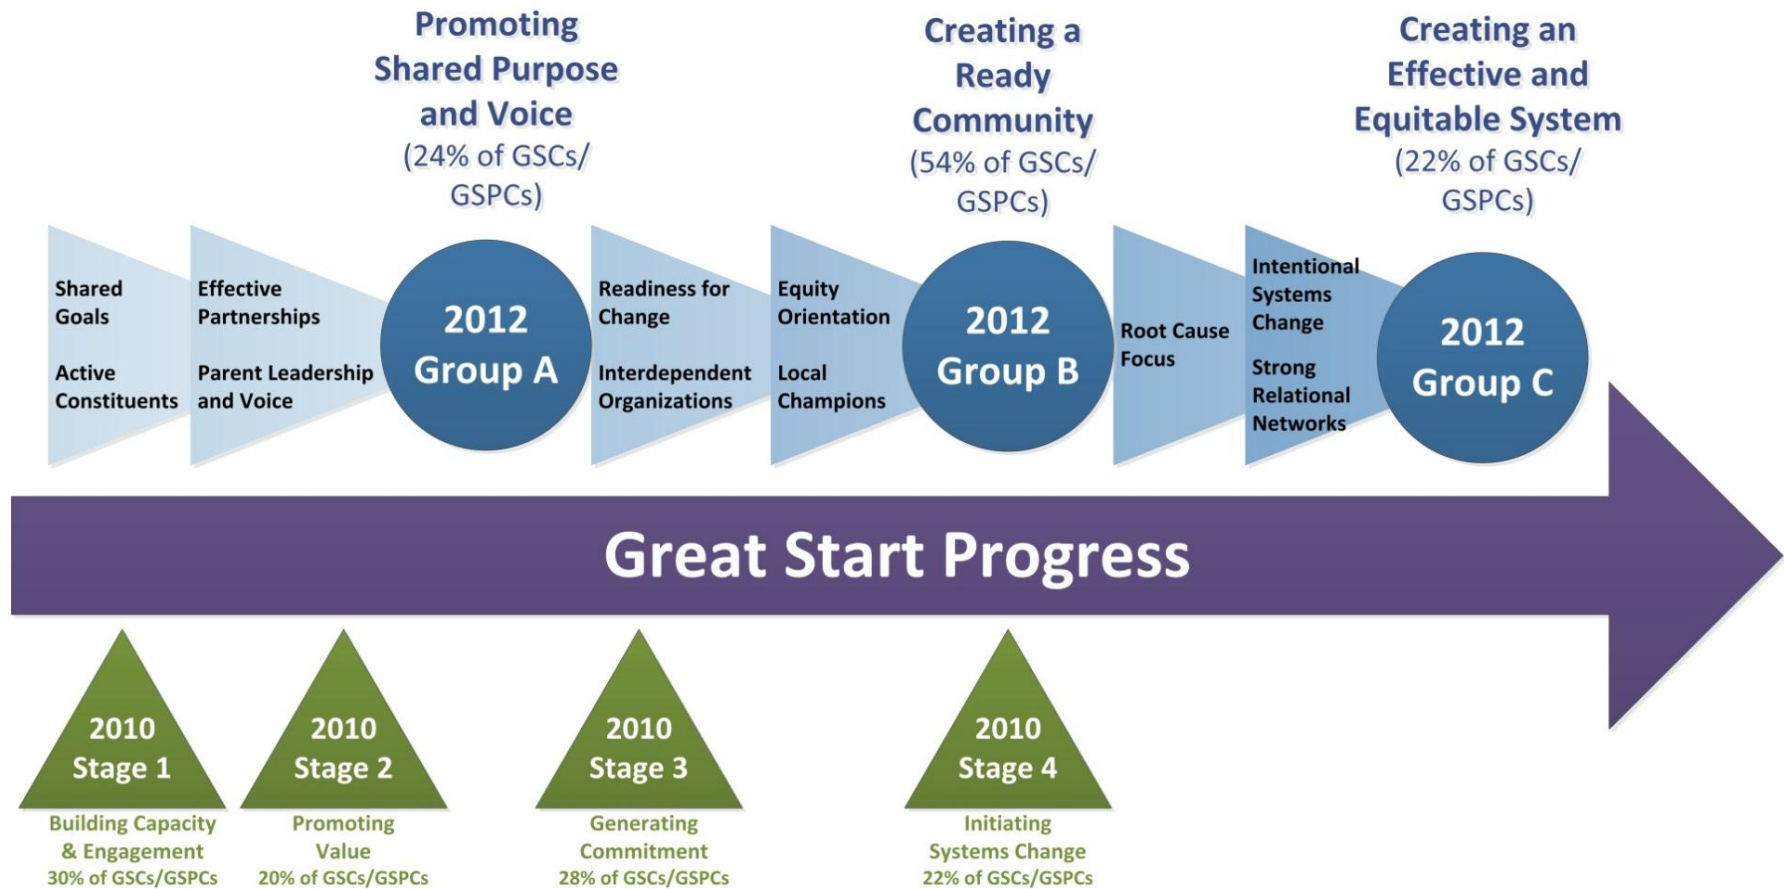 Promoting
Shared Purpose
and Voice
(24% of GSCs/
GSPCs)
Creating a
Ready
Community
(54% of GSCs/
GSPCs)
Creating an
Effective and
Equitable System
(22% of GSCs/
GSPCs)
Shared
Goals
Active
Constituents
Effective
Partnerships
Parent Leadership
and Voice
2012
Group A
Readiness for
Change
Interdependent
Organizations
Equity
Orientation
Local
Champions
2012
Group B
Root Cause
Focus
Intentional
Systems
Change
Strong
Relational
Networks
2012
Group C
Great Start Progress
2010
Stage 1
Building Capacity
& Engagement
30% of GSCs/GSPCs
2010
Stage 2
Promoting
Value
20% of GSCs/GSPCs
2010
Stage 3
Generating
Commitment
28% of GSCs/GSPCs
2010
Stage 4
Initiating
Systems Change
22% of GSCs/GSPCs